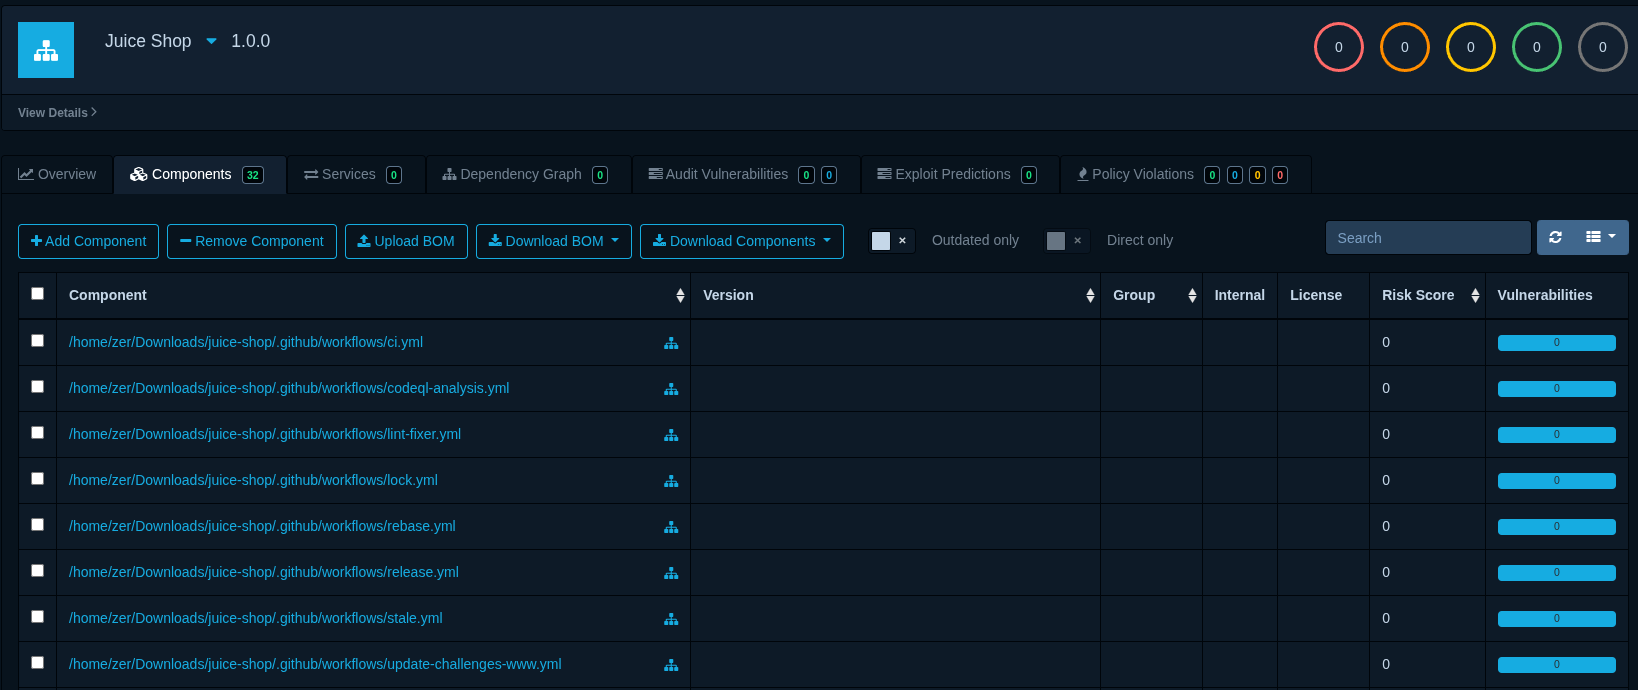 Juice Shop 1.0.0 0 0 0 0 0
View Details
Overview Components 32 Services 0 Dependency Graph 0 Audit Vulnerabilities 0 0 Exploit Predictions 0 Policy Violations 0 0 0 0
Add Component Remove Component Upload BOM Download BOM Download Components Outdated only Direct only Search
Component Version Group Internal License Risk Score Vulnerabilities
/home/zer/Downloads/juice-shop/.github/workflows/ci.yml 0 0
/home/zer/Downloads/juice-shop/.github/workflows/codeql-analysis.yml 0 0
/home/zer/Downloads/juice-shop/.github/workflows/lint-fixer.yml 0 0
/home/zer/Downloads/juice-shop/.github/workflows/lock.yml 0 0
/home/zer/Downloads/juice-shop/.github/workflows/rebase.yml 0 0
/home/zer/Downloads/juice-shop/.github/workflows/release.yml 0 0
/home/zer/Downloads/juice-shop/.github/workflows/stale.yml 0 0
/home/zer/Downloads/juice-shop/.github/workflows/update-challenges-www.yml 0 0